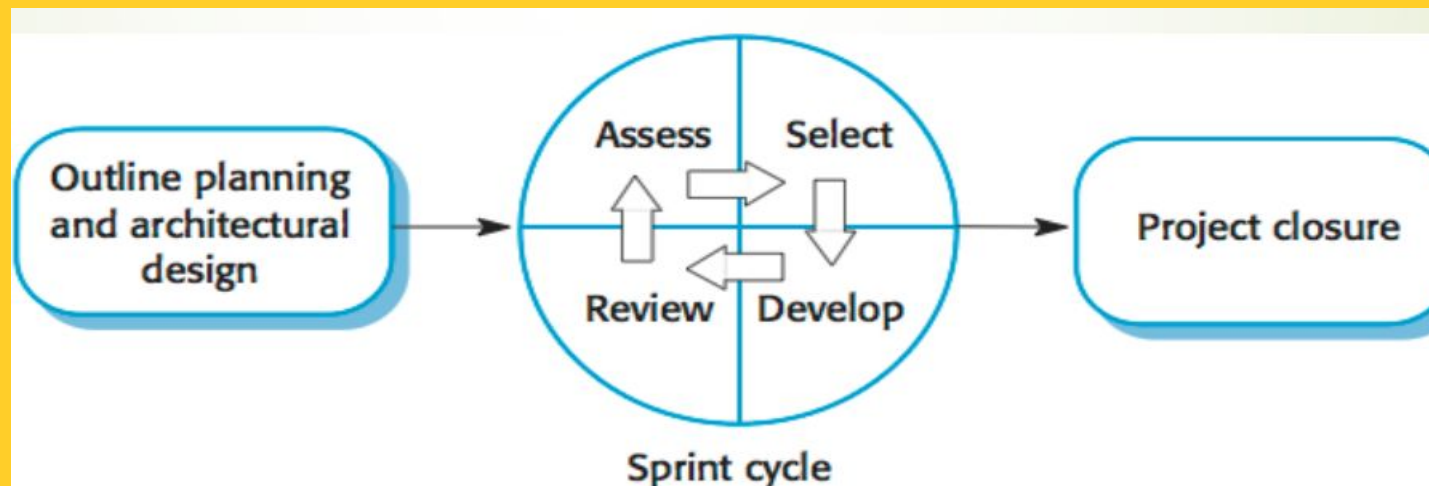 Outline planning
and architectural
design
Assess
Select
Review
Develop
Sprint cycle
Project closure